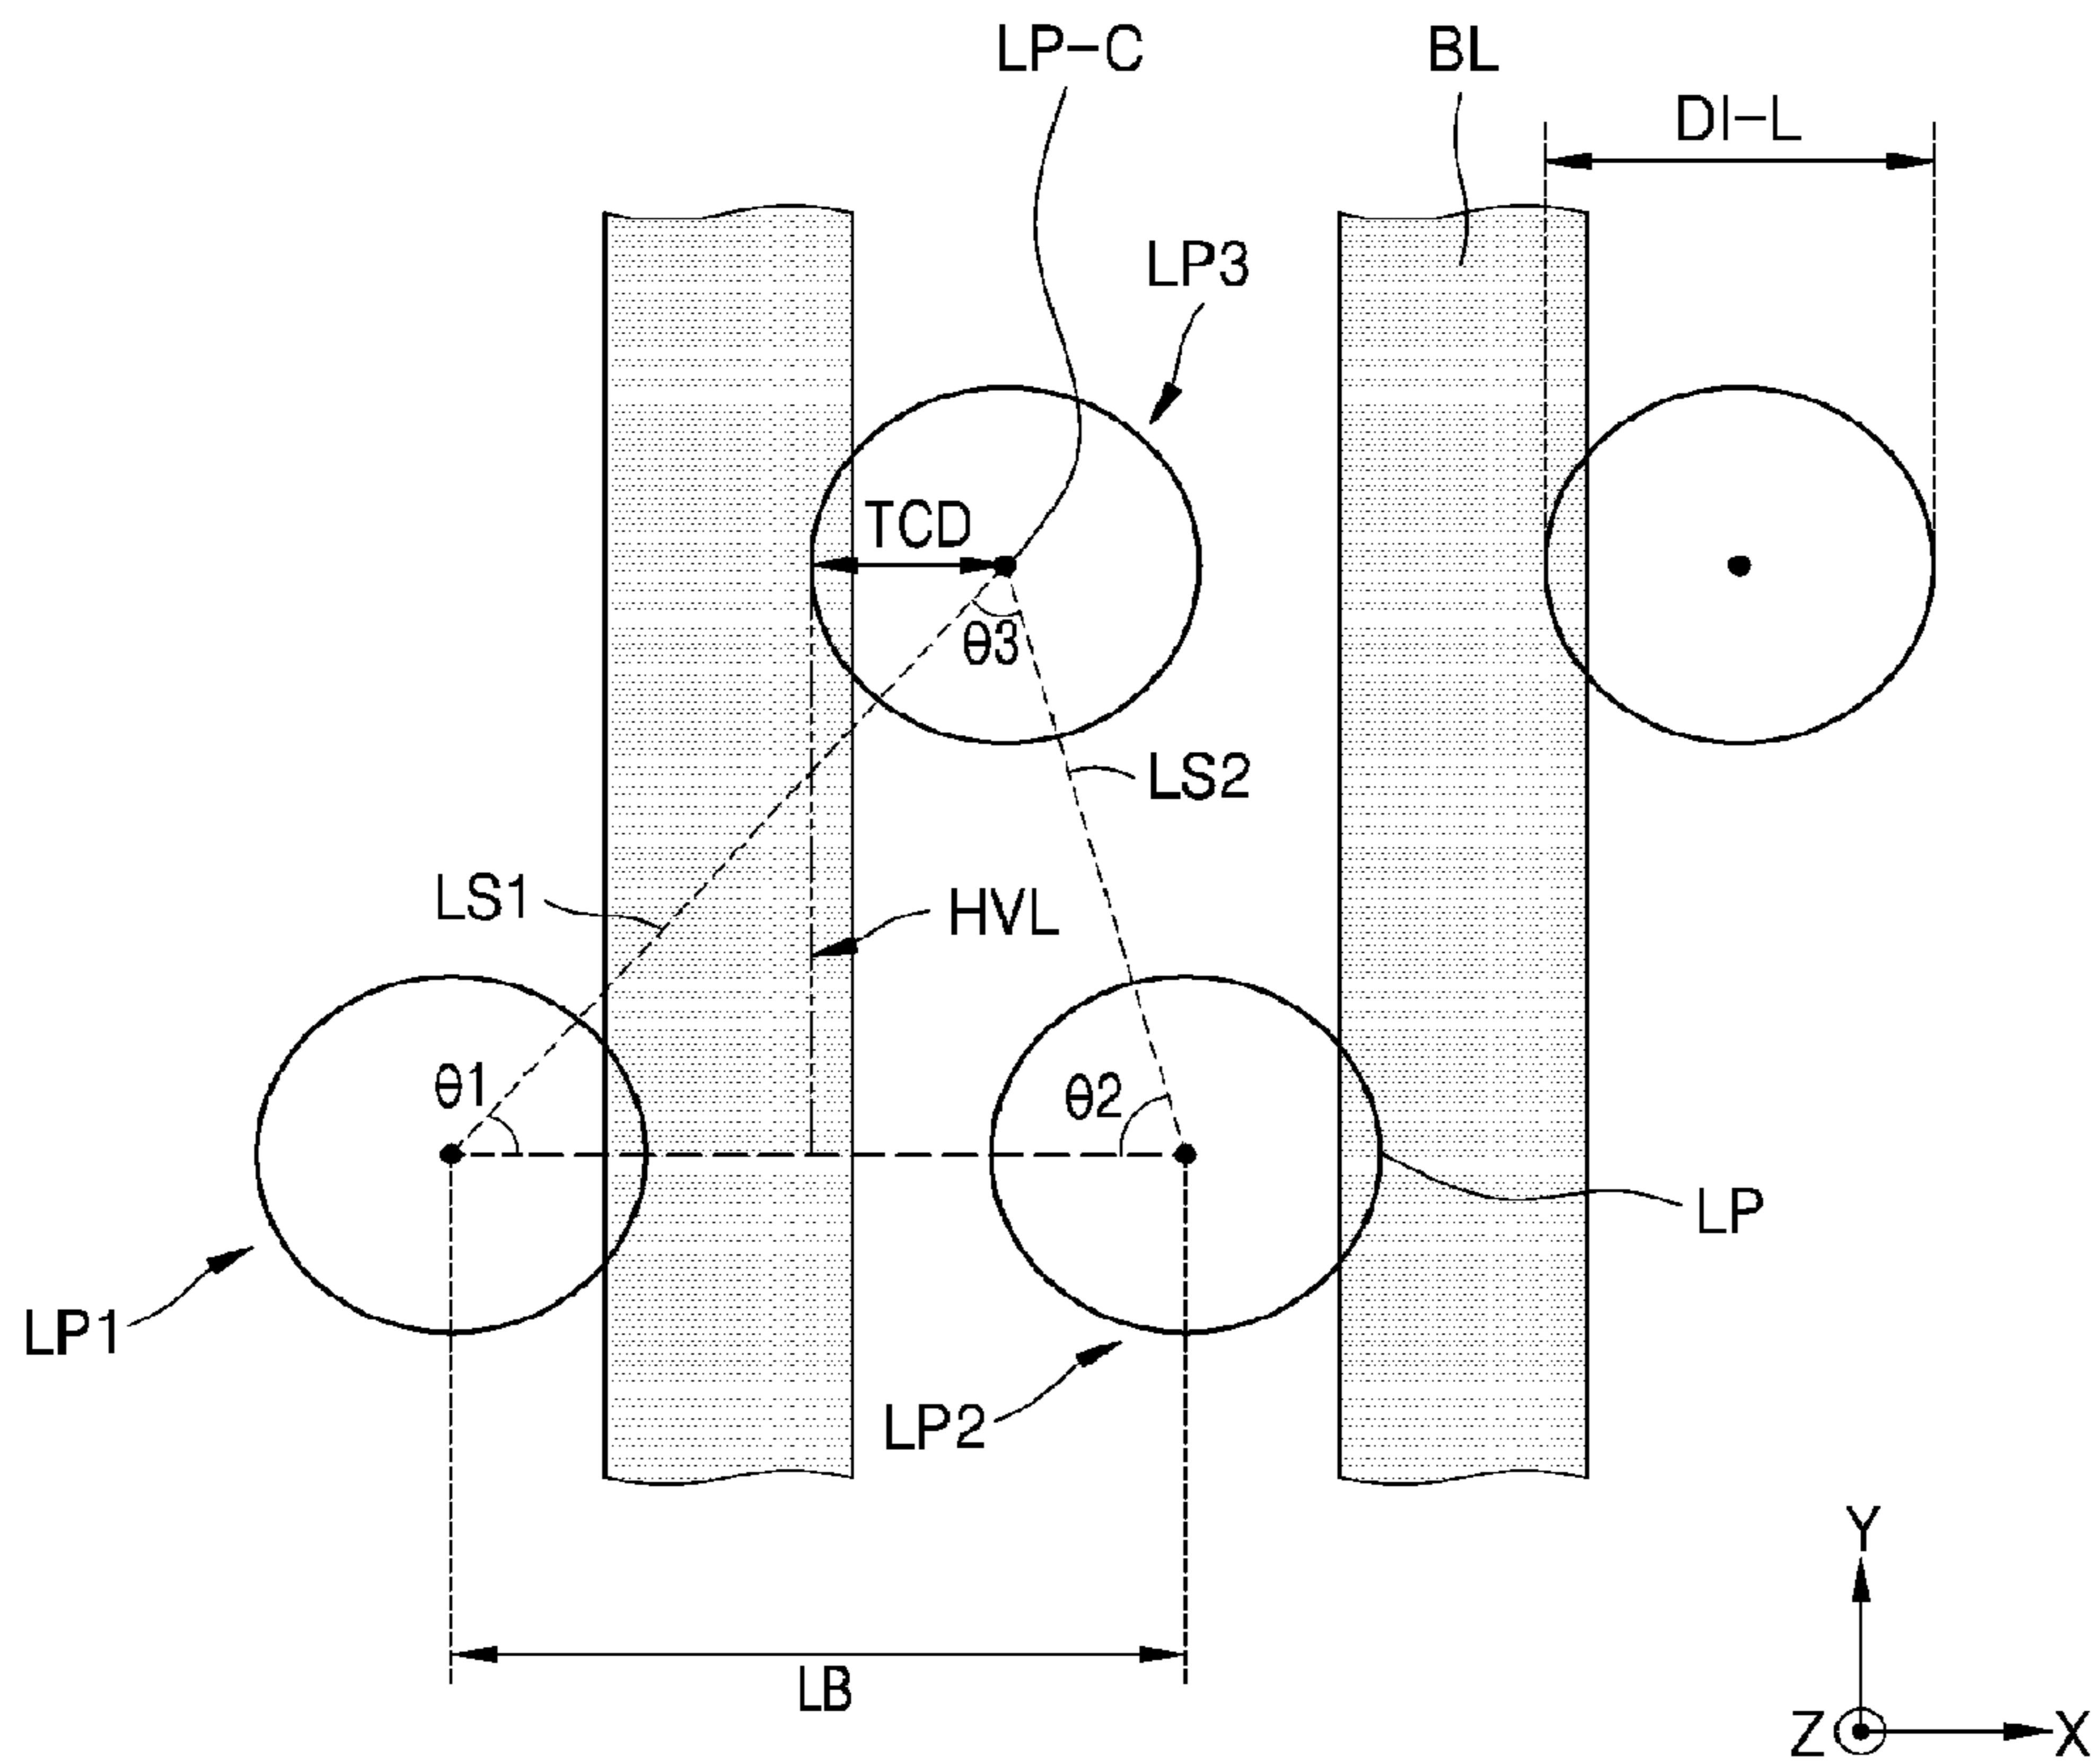 LP-C
BL
DI-L
LP3
TCD
θ3
LS2
LS1
HVL
θ1
θ2
LP
LP1
LP2
LB
Y
Z
X